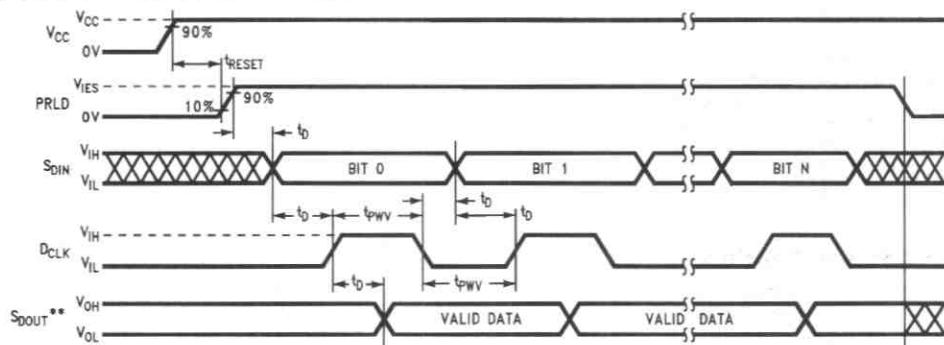 VCC VCC 90%
0V
tRESET
PRLD VIES 90%
10%
0V
tD
SDIN VIH BIT 0 BIT 1 BIT N
VIL
tD tPWV tD tD
DCLK VIH
VIL
tD tPWV
SDOUT** VOH VALID DATA VALID DATA
VOL